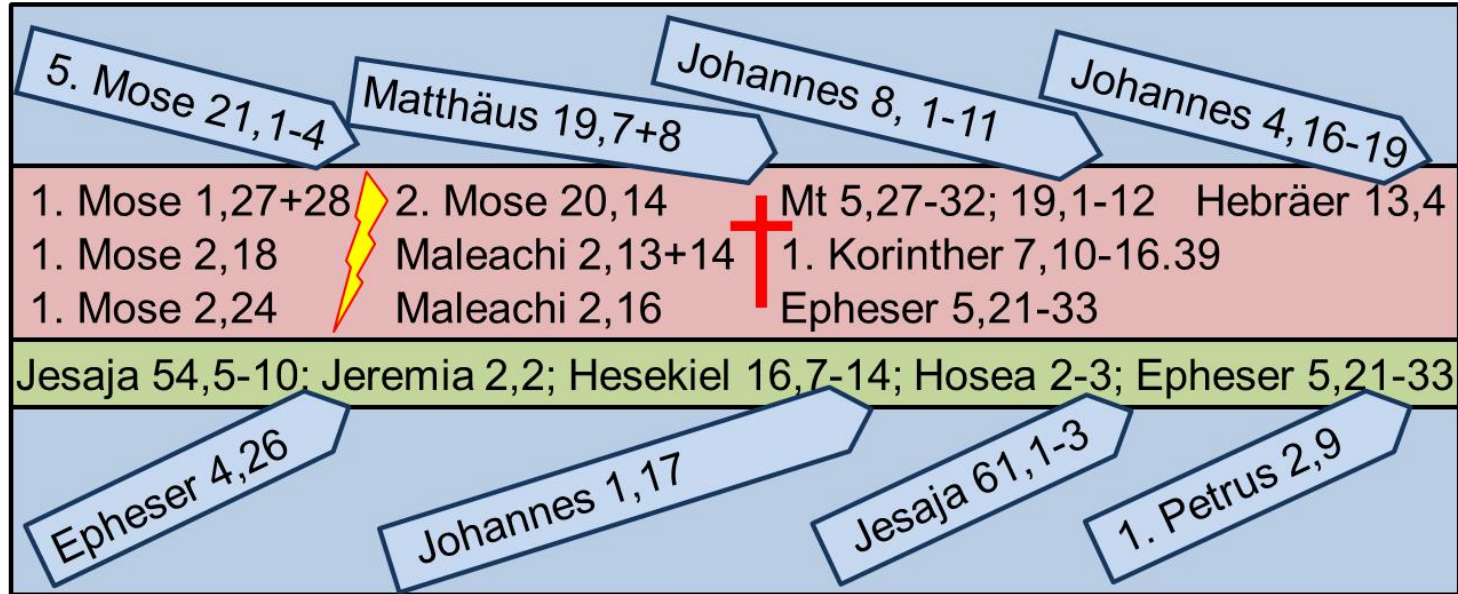 5. Mose 21,1-4
Matthäus 19,7+8
Johannes 8, 1-11
Johannes 4,16-19
1. Mose 1,27+28 2. Mose 20,14 Mt 5,27-32; 19,1-12 Hebräer 13,4
1. Mose 2,18 Maleachi 2,13+14 1. Korinther 7,10-16.39
1. Mose 2,24 Maleachi 2,16 Epheser 5,21-33
Jesaja 54,5-10; Jeremia 2,2; Hesekiel 16,7-14; Hosea 2-3; Epheser 5,21-33
Epheser 4,26
Johannes 1,17
Jesaja 61,1-3
1. Petrus 2,9